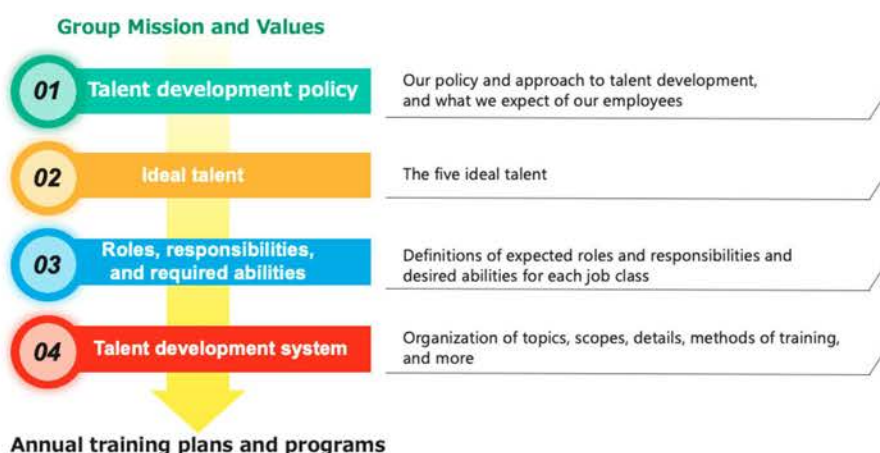 Group Mission and Values
01
Talent development policy
Our policy and approach to talent development,
and what we expect of our employees
02
Ideal talent
The five ideal talent
03
Roles, responsibilities,
and required abilities
Definitions of expected roles and responsibilities and
desired abilities for each job class
04
Talent development system
Organization of topics, scopes, details, methods of training,
and more
Annual training plans and programs